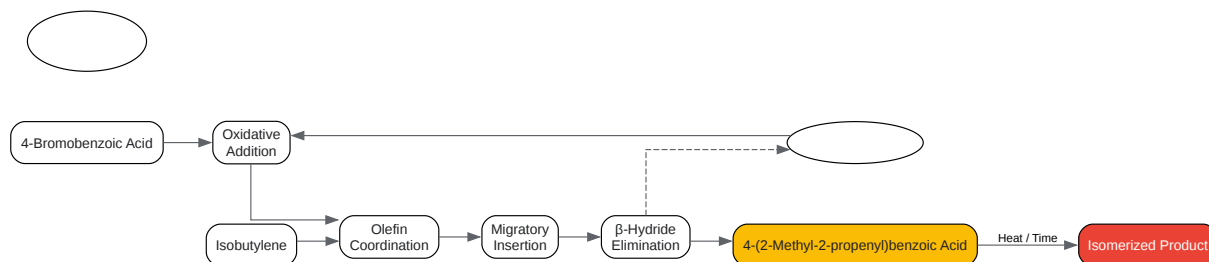 4-Bromobenzoic Acid
Oxidative
Addition
Isobutylene
Olefin
Coordination
Migratory
Insertion
β-Hydride
Elimination
4-(2-Methyl-2-propenyl)benzoic Acid
Heat / Time
Isomerized Product